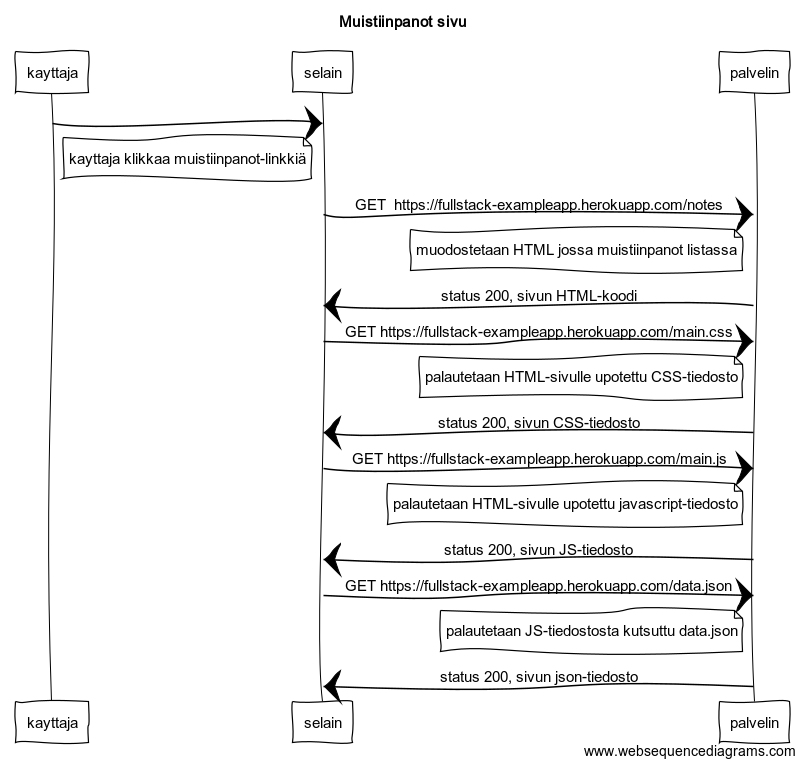 Muistiinpanot sivu
kayttaja selain palvelin
kayttaja klikkaa muistiinpanot-linkkiä
GET  https://fullstack-exampleapp.herokuapp.com/notes
muodostetaan HTML jossa muistiinpanot listassa
status 200, sivun HTML-koodi
GET https://fullstack-exampleapp.herokuapp.com/main.css
palautetaan HTML-sivulle upotettu CSS-tiedosto
status 200, sivun CSS-tiedosto
GET https://fullstack-exampleapp.herokuapp.com/main.js
palautetaan HTML-sivulle upotettu javascript-tiedosto
status 200, sivun JS-tiedosto
GET https://fullstack-exampleapp.herokuapp.com/data.json
palautetaan JS-tiedostosta kutsuttu data.json
status 200, sivun json-tiedosto
kayttaja selain palvelin
www.websequencediagrams.com